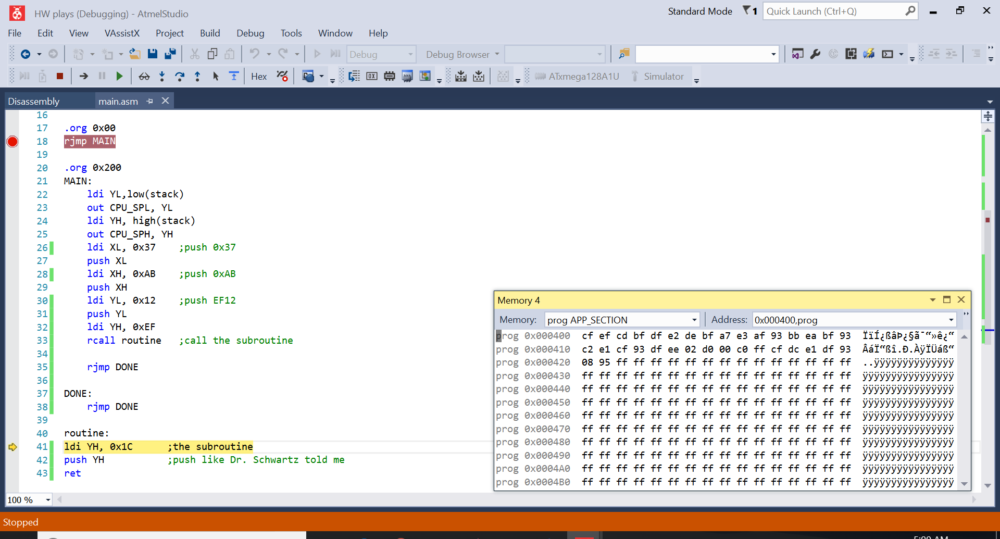 HW plays (Debugging) - AtmelStudio
Standard Mode
1
Quick Launch (Ctrl+Q)
File Edit View VAssistX Project Build Debug Tools Window Help
Debug
Debug Browser
Hex
ATxmega128A1U
Simulator
Disassembly
main.asm
16
17 .org 0x00
18 rjmp MAIN
19
20 .org 0x200
21 MAIN:
22 ldi YL,low(stack)
23 out CPU_SPL, YL
24 ldi YH, high(stack)
25 out CPU_SPH, YH
26 ldi XL, 0x37 ;push 0x37
27 push XL
28 ldi XH, 0xAB ;push 0xAB
29 push XH
30 ldi YL, 0x12 ;push EF12
31 push YL
32 ldi YH, 0xEF
33 rcall routine ;call the subroutine
34
35 rjmp DONE
36
37 DONE:
38 rjmp DONE
39
40 routine:
41 ldi YH, 0x1C ;the subroutine
42 push YH ;push like Dr. Schwartz told me
43 ret
Memory 4
Memory: prog APP_SECTION Address: 0x000400,prog
prog 0x000400 cf ef cd bf df e2 de bf a7 e3 af 93 bb ea bf 93 ÏïÍ¿ßâÞ¿§ã¯“»ê¿“
prog 0x000410 c2 e1 cf 93 df ee 02 d0 00 c0 ff cf dc e1 df 93 ÂáÏ“ßî.Ð.ÀÿÏÜáß“
prog 0x000420 08 95 ff ff ff ff ff ff ff ff ff ff ff ff ff ff ..ÿÿÿÿÿÿÿÿÿÿÿÿÿÿ
prog 0x000430 ff ff ff ff ff ff ff ff ff ff ff ff ff ff ff ff ÿÿÿÿÿÿÿÿÿÿÿÿÿÿÿÿ
prog 0x000440 ff ff ff ff ff ff ff ff ff ff ff ff ff ff ff ff ÿÿÿÿÿÿÿÿÿÿÿÿÿÿÿÿ
prog 0x000450 ff ff ff ff ff ff ff ff ff ff ff ff ff ff ff ff ÿÿÿÿÿÿÿÿÿÿÿÿÿÿÿÿ
prog 0x000460 ff ff ff ff ff ff ff ff ff ff ff ff ff ff ff ff ÿÿÿÿÿÿÿÿÿÿÿÿÿÿÿÿ
prog 0x000470 ff ff ff ff ff ff ff ff ff ff ff ff ff ff ff ff ÿÿÿÿÿÿÿÿÿÿÿÿÿÿÿÿ
prog 0x000480 ff ff ff ff ff ff ff ff ff ff ff ff ff ff ff ff ÿÿÿÿÿÿÿÿÿÿÿÿÿÿÿÿ
prog 0x000490 ff ff ff ff ff ff ff ff ff ff ff ff ff ff ff ff ÿÿÿÿÿÿÿÿÿÿÿÿÿÿÿÿ
prog 0x0004A0 ff ff ff ff ff ff ff ff ff ff ff ff ff ff ff ff ÿÿÿÿÿÿÿÿÿÿÿÿÿÿÿÿ
prog 0x0004B0 ff ff ff ff ff ff ff ff ff ff ff ff ff ff ff ff ÿÿÿÿÿÿÿÿÿÿÿÿÿÿÿÿ
100 %
Stopped